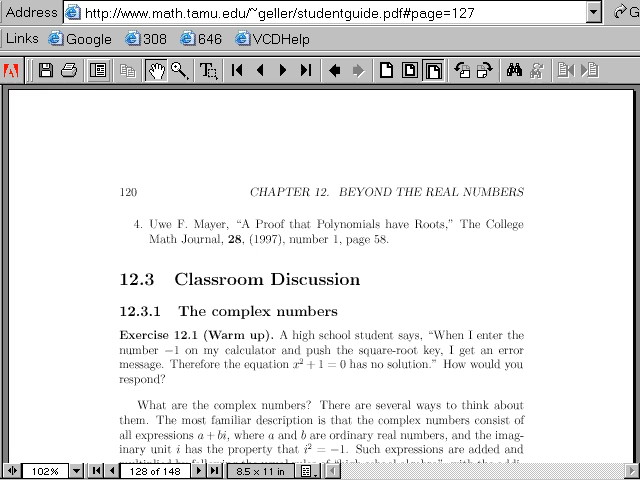 Address http://www.math.tamu.edu/~geller/studentguide.pdf#page=127 G
Links Google 308 646 VCDHelp
120 CHAPTER 12. BEYOND THE REAL NUMBERS
4. Uwe F. Mayer, “A Proof that Polynomials have Roots,” The College
Math Journal, 28, (1997), number 1, page 58.
12.3 Classroom Discussion
12.3.1 The complex numbers
Exercise 12.1 (Warm up). A high school student says, “When I enter the
number −1 on my calculator and push the square-root key, I get an error
message. Therefore the equation x² + 1 = 0 has no solution.” How would you
respond?
What are the complex numbers? There are several ways to think about
them. The most familiar description is that the complex numbers consist of
all expressions a + bi, where a and b are ordinary real numbers, and the imag-
inary unit i has the property that i² = −1. Such expressions are added and
102% 128 of 148 8.5 x 11 in